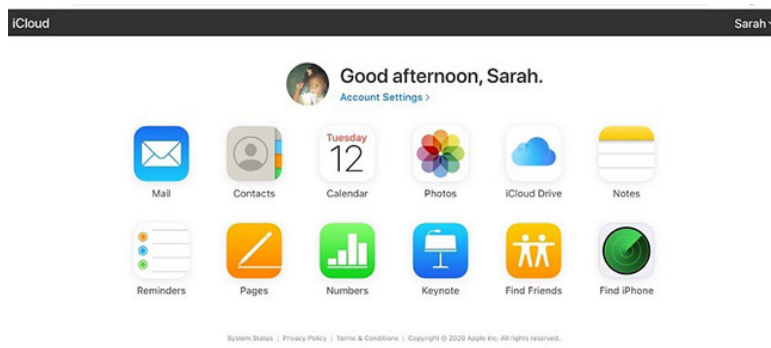 iCloud
Sarah
Good afternoon, Sarah.
Account Settings >
Tuesday
12
Mail
Contacts
Calendar
Photos
iCloud Drive
Notes
Reminders
Pages
Numbers
Keynote
Find Friends
Find iPhone
System Status | Privacy Policy | Terms & Conditions | Copyright © 2020 Apple Inc. All rights reserved.